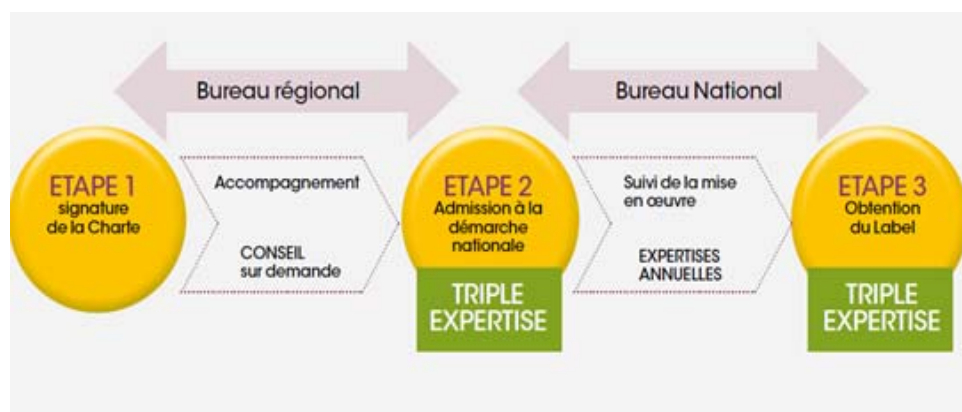 Bureau régional
Bureau National
ETAPE 1
signature
de la Charte
Accompagnement
CONSEIL
sur demande
ETAPE 2
Admission à la
démarche
nationale
TRIPLE
EXPERTISE
Suivi de la mise
en œuvre
EXPERTISES
ANNUELLES
ETAPE 3
Obtention
du Label
TRIPLE
EXPERTISE